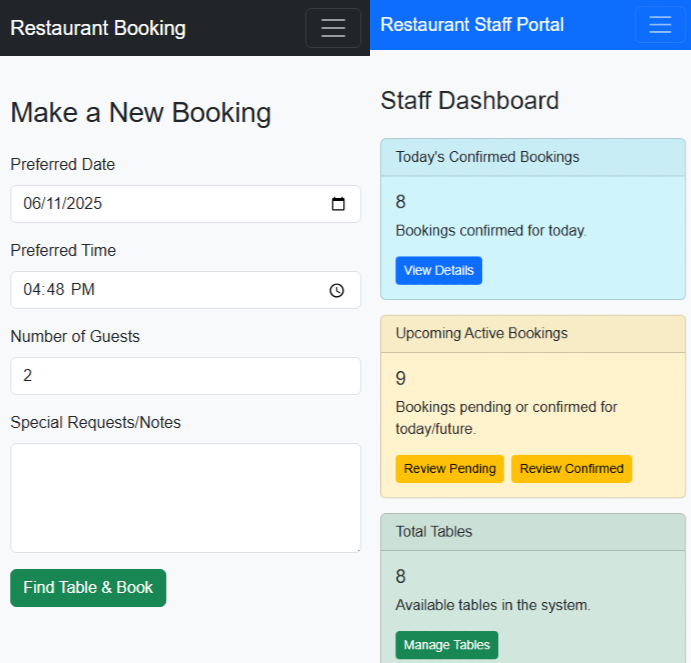 Restaurant Booking
Make a New Booking
Preferred Date
06/11/2025
Preferred Time
04:48 PM
Number of Guests
2
Special Requests/Notes
Find Table & Book
Restaurant Staff Portal
Staff Dashboard
Today's Confirmed Bookings
8
Bookings confirmed for today.
View Details
Upcoming Active Bookings
9
Bookings pending or confirmed for
today/future.
Review Pending Review Confirmed
Total Tables
8
Available tables in the system.
Manage Tables